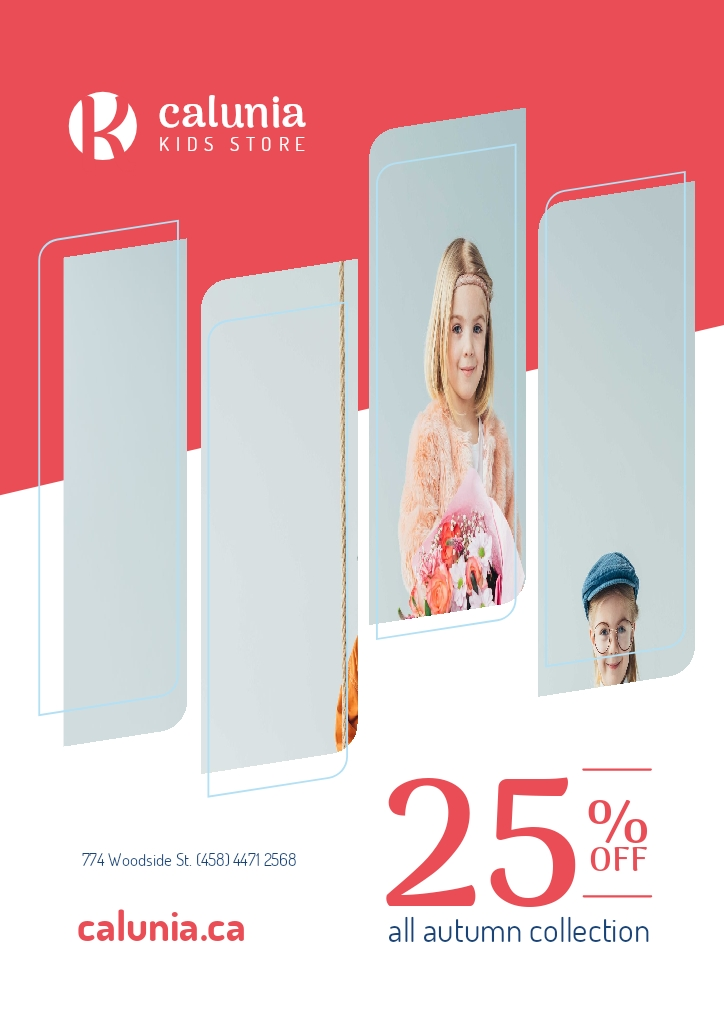 calunia
KIDS STORE
25%
OFF
all autumn collection
774 Woodside St. (458) 4471 2568
calunia.ca